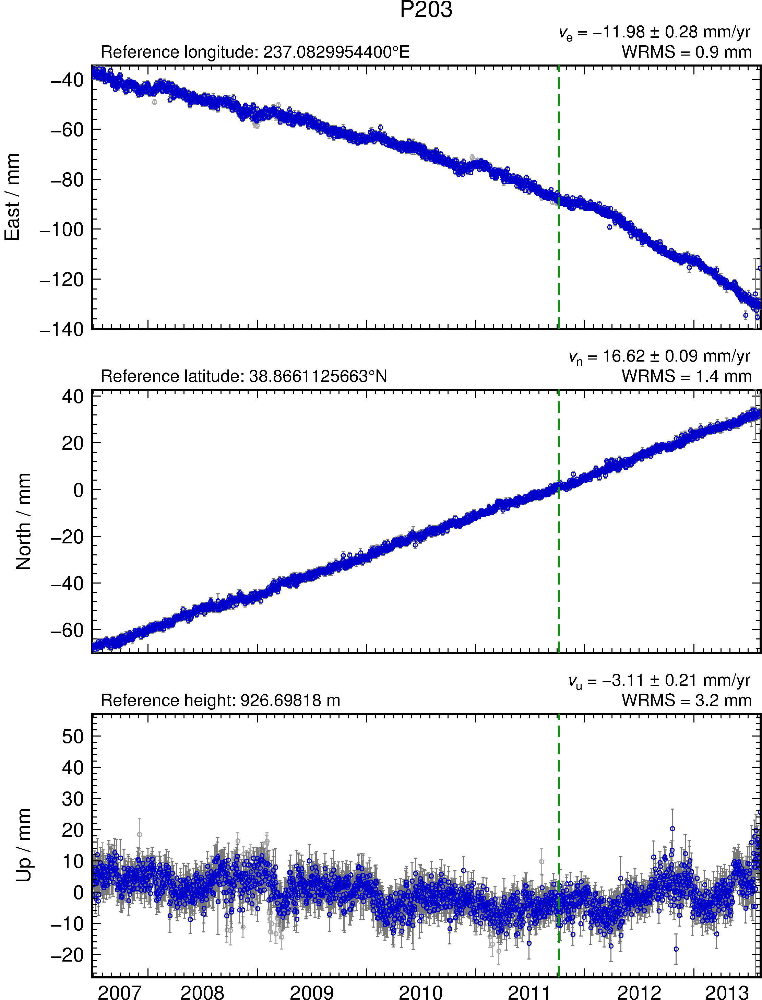 P203
vₑ = −11.98 ± 0.28 mm/yr
Reference longitude: 237.0829954400°E
WRMS = 0.9 mm
−40
−60
−80
−100
−120
−140
East / mm
vₙ = 16.62 ± 0.09 mm/yr
Reference latitude: 38.8661125663°N
WRMS = 1.4 mm
40
20
0
−20
−40
−60
North / mm
vᵤ = −3.11 ± 0.21 mm/yr
Reference height: 926.69818 m
WRMS = 3.2 mm
50
40
30
20
10
0
−10
−20
Up / mm
2007 2008 2009 2010 2011 2012 2013